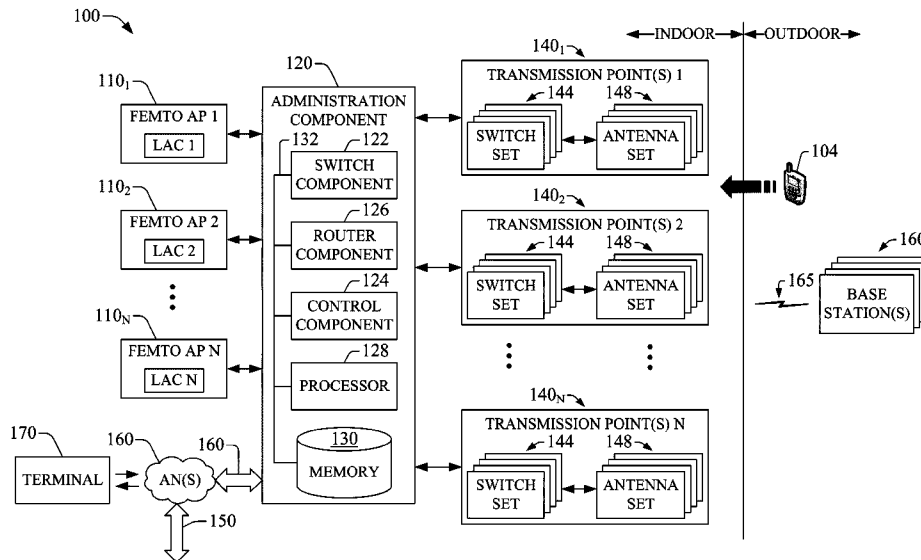 100
INDOOR
OUTDOOR
110₁
FEMTO AP 1
LAC 1
110₂
FEMTO AP 2
LAC 2
110N
FEMTO AP N
LAC N
120
ADMINISTRATION
COMPONENT
132
122
SWITCH
COMPONENT
126
ROUTER
COMPONENT
124
CONTROL
COMPONENT
128
PROCESSOR
130
MEMORY
140₁
TRANSMISSION POINT(S) 1
144
148
SWITCH
SET
ANTENNA
SET
140₂
TRANSMISSION POINT(S) 2
144
148
SWITCH
SET
ANTENNA
SET
140N
TRANSMISSION POINT(S) N
144
148
SWITCH
SET
ANTENNA
SET
104
165
160
BASE
STATION(S)
170
TERMINAL
160
AN(S)
160
150